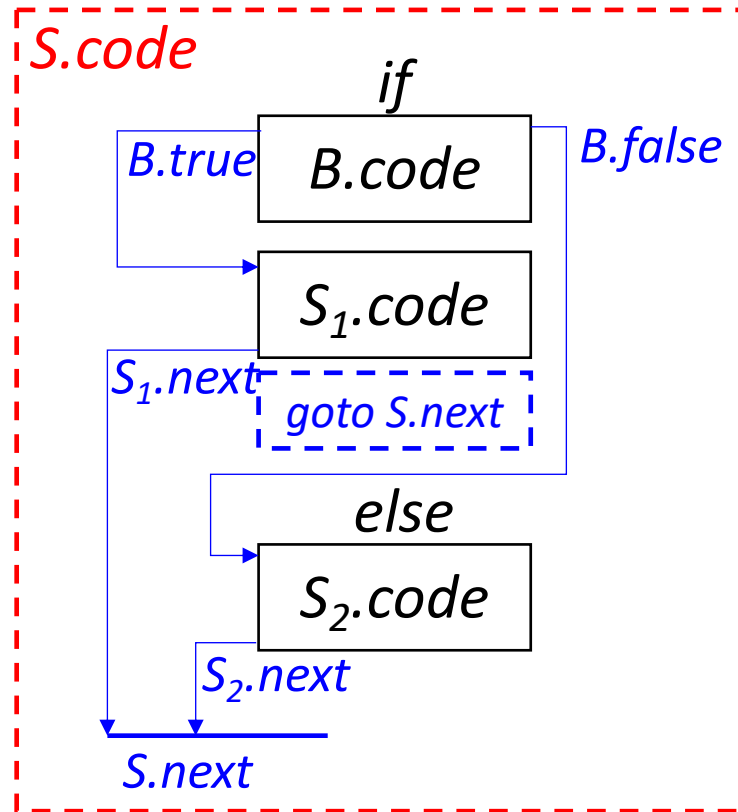 S.code
if
B.true
B.code
B.false
S₁.code
S₁.next
goto S.next
else
S₂.code
S₂.next
S.next